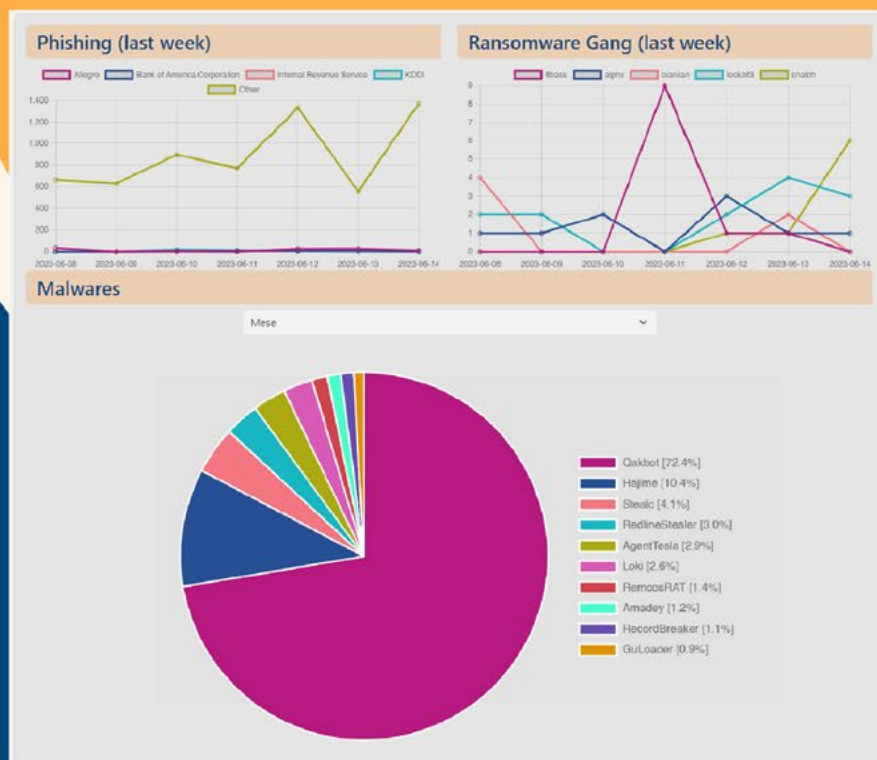 Phishing (last week)
Allegro Bank of America Corporation Internal Revenue Service KDDI
Other
1,400
1,200
1.000
800
600
400
200
0
2023-06-08 2023-06-09 2023-06-10 2023-06-11 2023-06-12 2023-06-13 2023-06-14
Ransomware Gang (last week)
8base alphv bianlian lockbit3 snatch
9
8
7
6
5
4
3
2
1
0
2023-06-08 2023-06-09 2023-06-10 2023-06-11 2023-06-12 2023-06-13 2023-06-14
Malwares
Mese
Qakbot [72.4%]
Hajime [10.4%]
Stealc [4.1%]
RedlineStealer [3.0%]
AgentTesla [2.9%]
Loki [2.6%]
RemcosRAT [1.4%]
Amadey [1.2%]
RecordBreaker [1.1%]
GuLoader [0.9%]